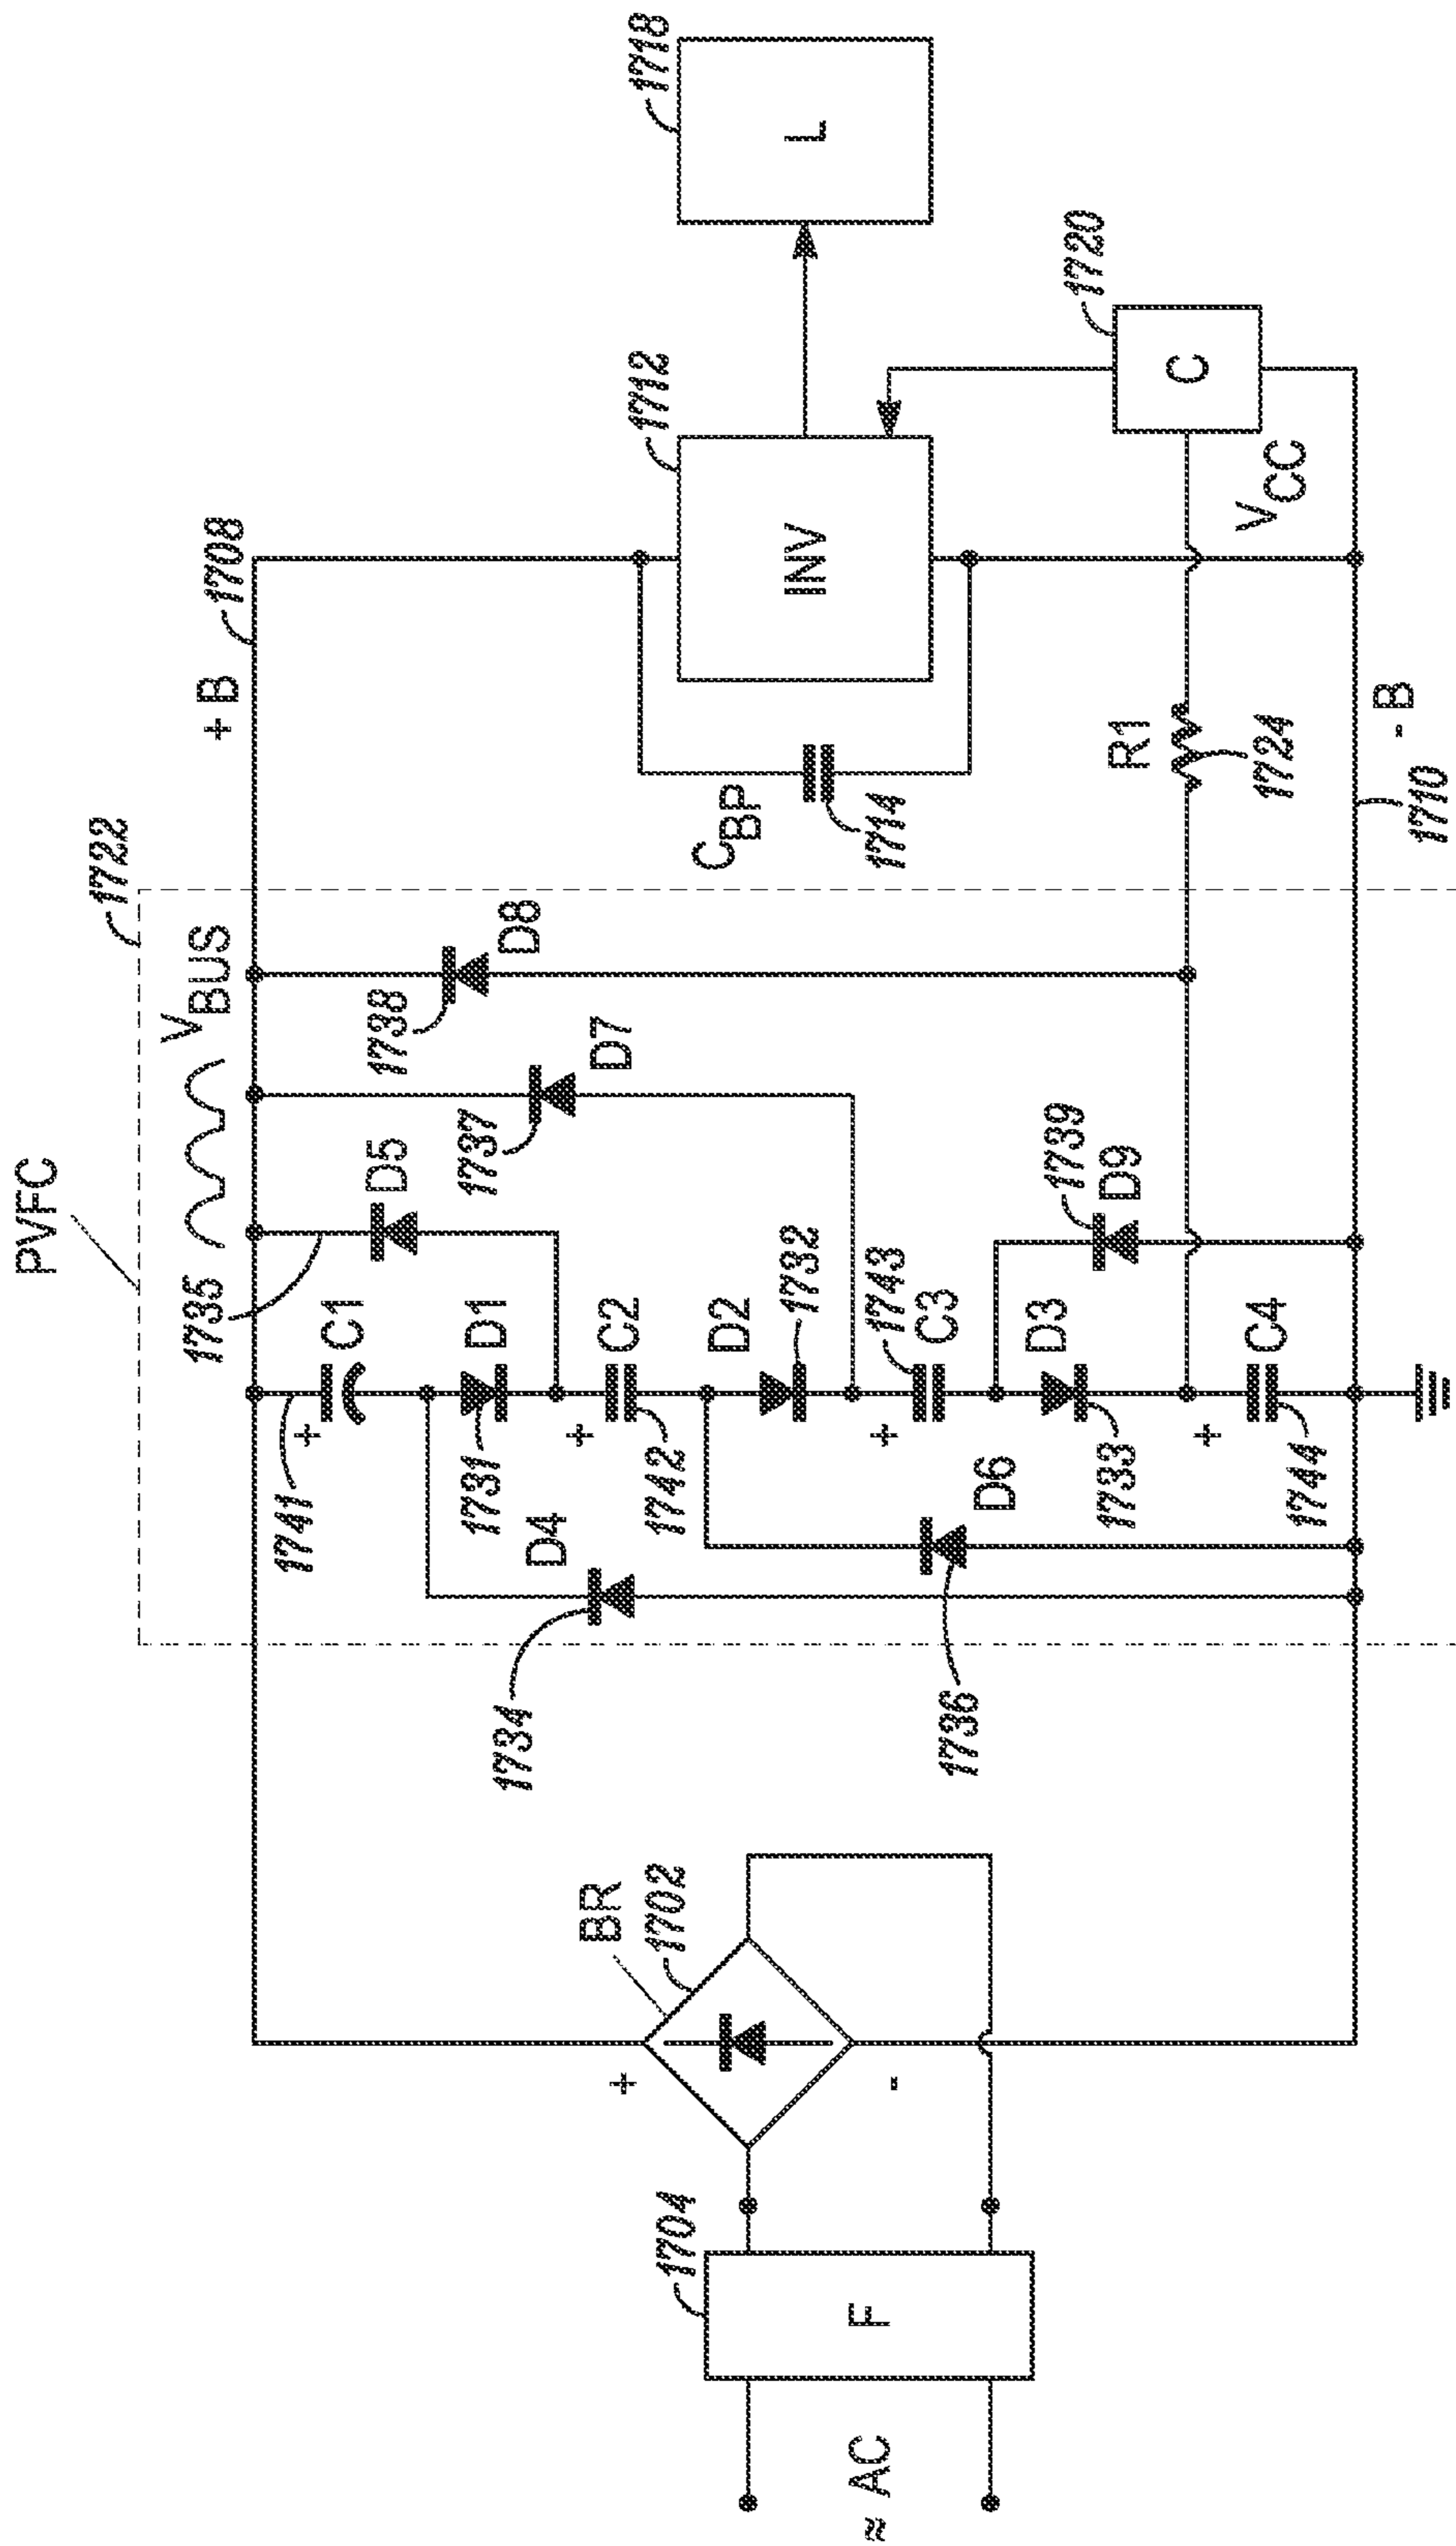 ≈ AC
F
1704
BR
1702
+
-
PVFC
1722
1735
V BUS
+ B
1708
1741
+
C1
D5
D1
1731
D4
1734
+
C2
1742
D2
1732
D6
1736
+
1743
C3
D7
1737
D8
1738
D3
1733
1739
D9
+
C4
1744
C BP
1714
INV
1712
L
1718
R1
1724
C
1720
V CC
- B
1710